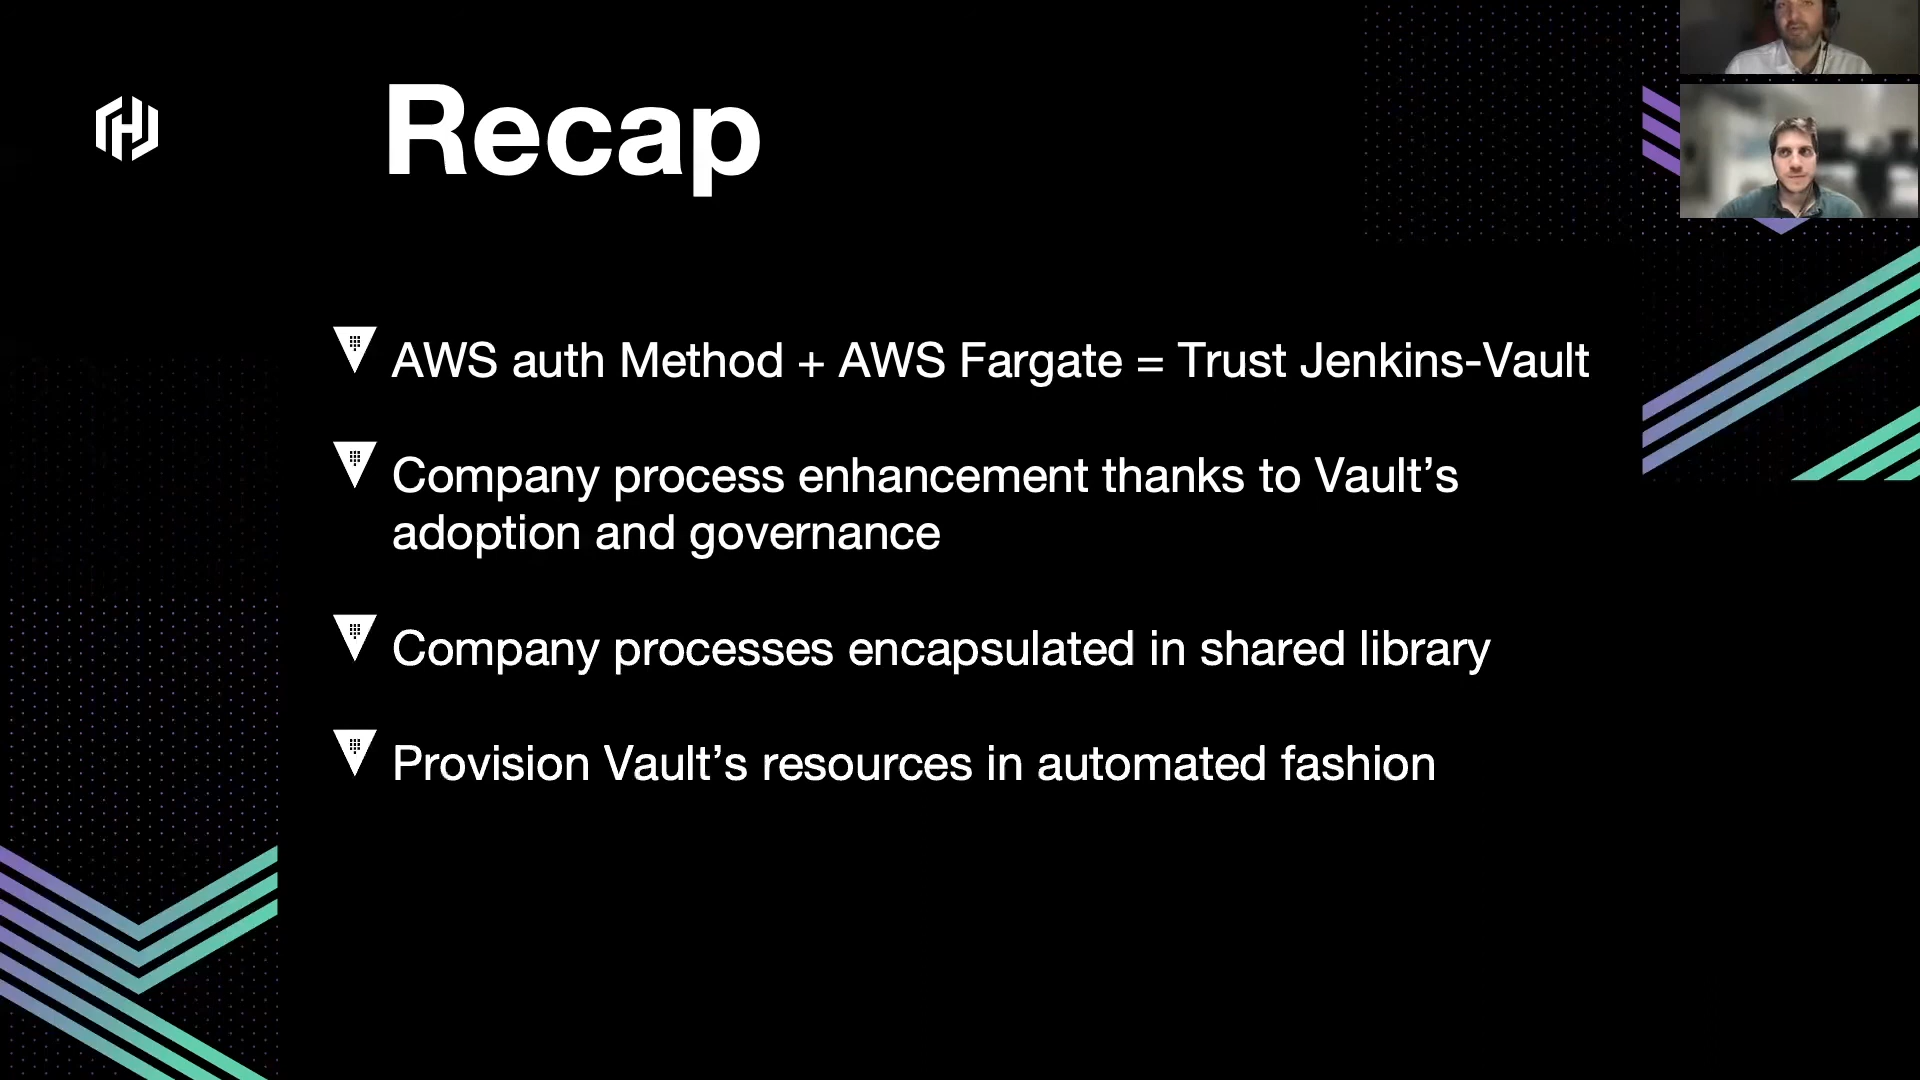 Recap
AWS auth Method + AWS Fargate = Trust Jenkins-Vault
Company process enhancement thanks to Vault’s
adoption and governance
Company processes encapsulated in shared library
Provision Vault’s resources in automated fashion